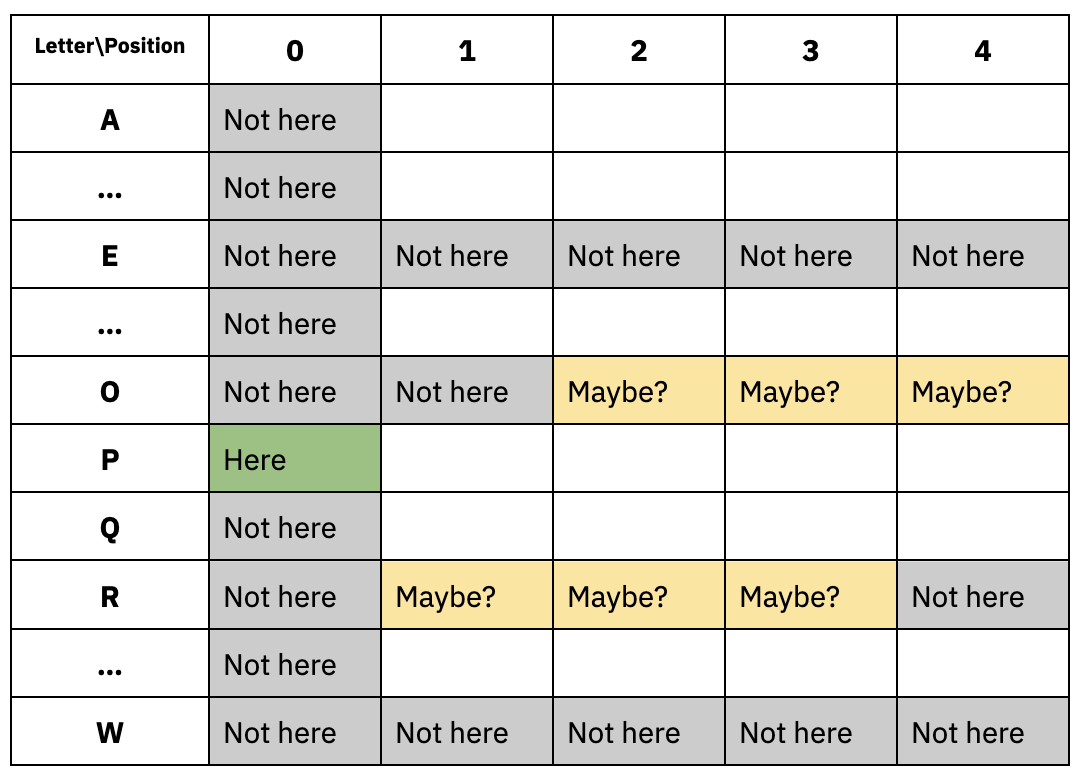 Letter\Position 0 1 2 3 4
A Not here
... Not here
E Not here Not here Not here Not here Not here
... Not here
O Not here Not here Maybe? Maybe? Maybe?
P Here
Q Not here
R Not here Maybe? Maybe? Maybe? Not here
... Not here
W Not here Not here Not here Not here Not here